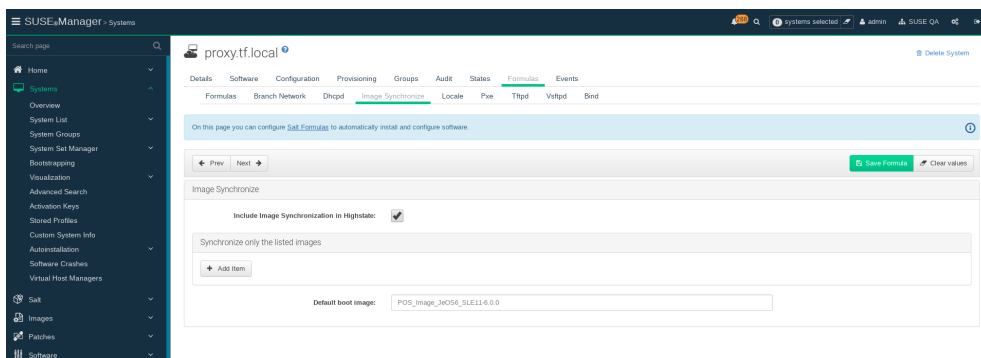 SUSE Manager > Systems
systems selected
admin
SUSE QA
Search page
Home
Systems
Overview
System List
System Groups
System Set Manager
Bootstrapping
Visualization
Advanced Search
Activation Keys
Stored Profiles
Custom System Info
Autoinstallation
Software Crashes
Virtual Host Managers
Salt
Images
Patches
Software
proxy.tf.local
Delete System
Details Software Configuration Provisioning Groups Audit States Formulas Events
Formulas Branch Network Dhcpd Image Synchronize Locale Pxe Tftpd Vsftpd Bind
On this page you can configure Salt Formulas to automatically install and configure software.
Prev Next
Save Formula Clear values
Image Synchronize
Include Image Synchronization in Highstate:
Synchronize only the listed images
+ Add Item
Default boot image: POS_Image_JeOS6_SLE11-6.0.0